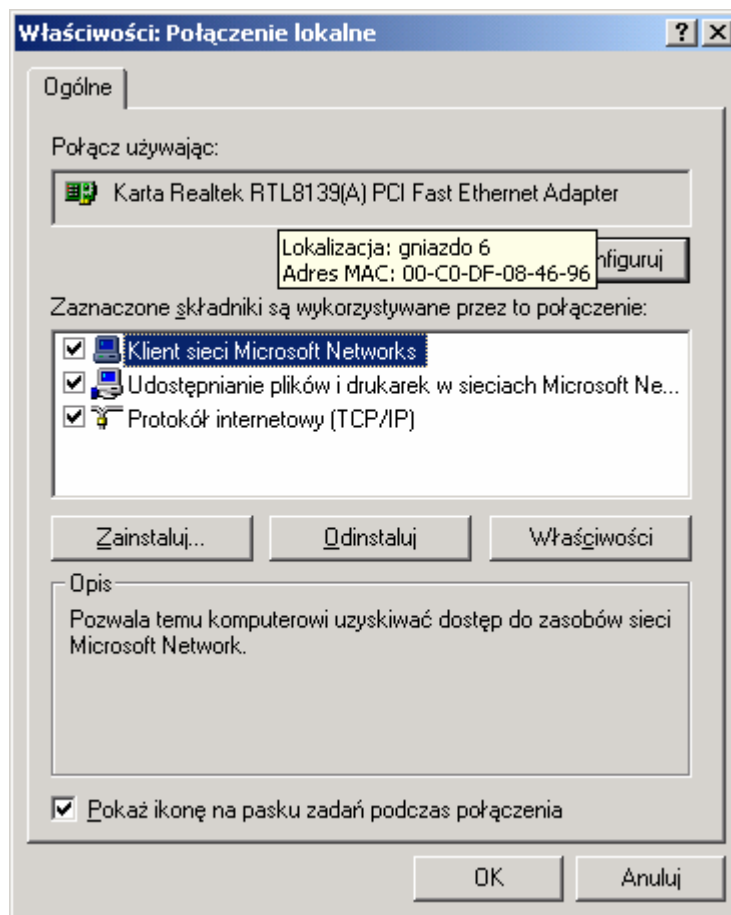 Właściwości: Połączenie lokalne
Ogólne
Połącz używając:
Karta Realtek RTL8139(A) PCI Fast Ethernet Adapter
Lokalizacja: gniazdo 6
Adres MAC: 00-C0-DF-08-46-96
nfiguruj
Zaznaczone składniki są wykorzystywane przez to połączenie:
Klient sieci Microsoft Networks
Udostępnianie plików i drukarek w sieciach Microsoft Ne...
Protokół internetowy (TCP/IP)
Zainstaluj... Odinstaluj Właściwości
Opis
Pozwala temu komputerowi uzyskiwać dostęp do zasobów sieci
Microsoft Network.
Pokaż ikonę na pasku zadań podczas połączenia
OK Anuluj